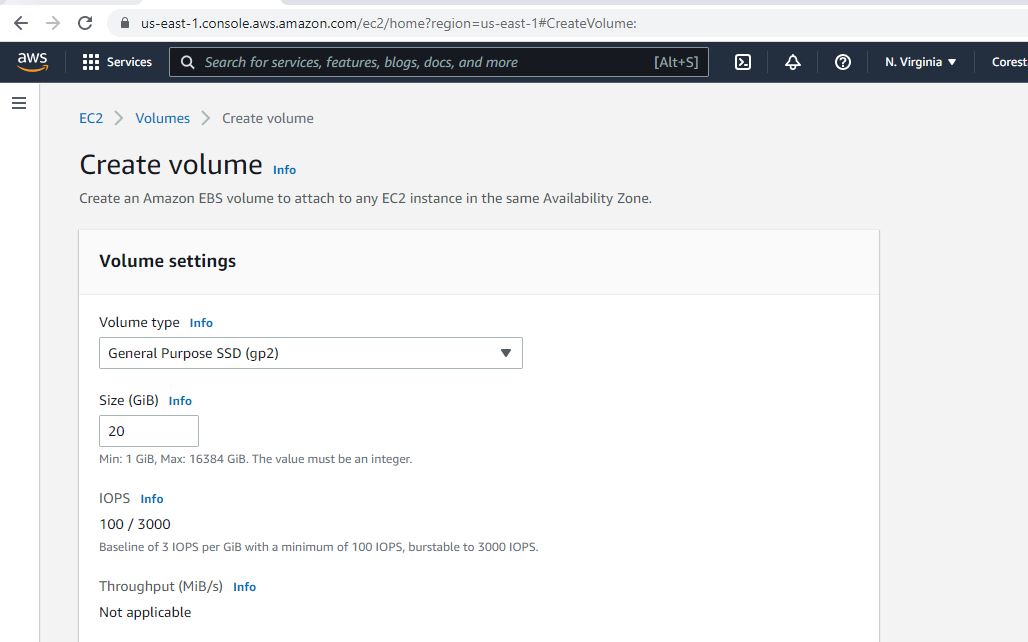 us-east-1.console.aws.amazon.com/ec2/home?region=us-east-1#CreateVolume:
aws Services Search for services, features, blogs, docs, and more [Alt+S] N. Virginia Corest
EC2 Volumes Create volume
Create volume Info
Create an Amazon EBS volume to attach to any EC2 instance in the same Availability Zone.
Volume settings
Volume type Info
General Purpose SSD (gp2)
Size (GiB) Info
20
Min: 1 GiB, Max: 16384 GiB. The value must be an integer.
IOPS Info
100 / 3000
Baseline of 3 IOPS per GiB with a minimum of 100 IOPS, burstable to 3000 IOPS.
Throughput (MiB/s) Info
Not applicable